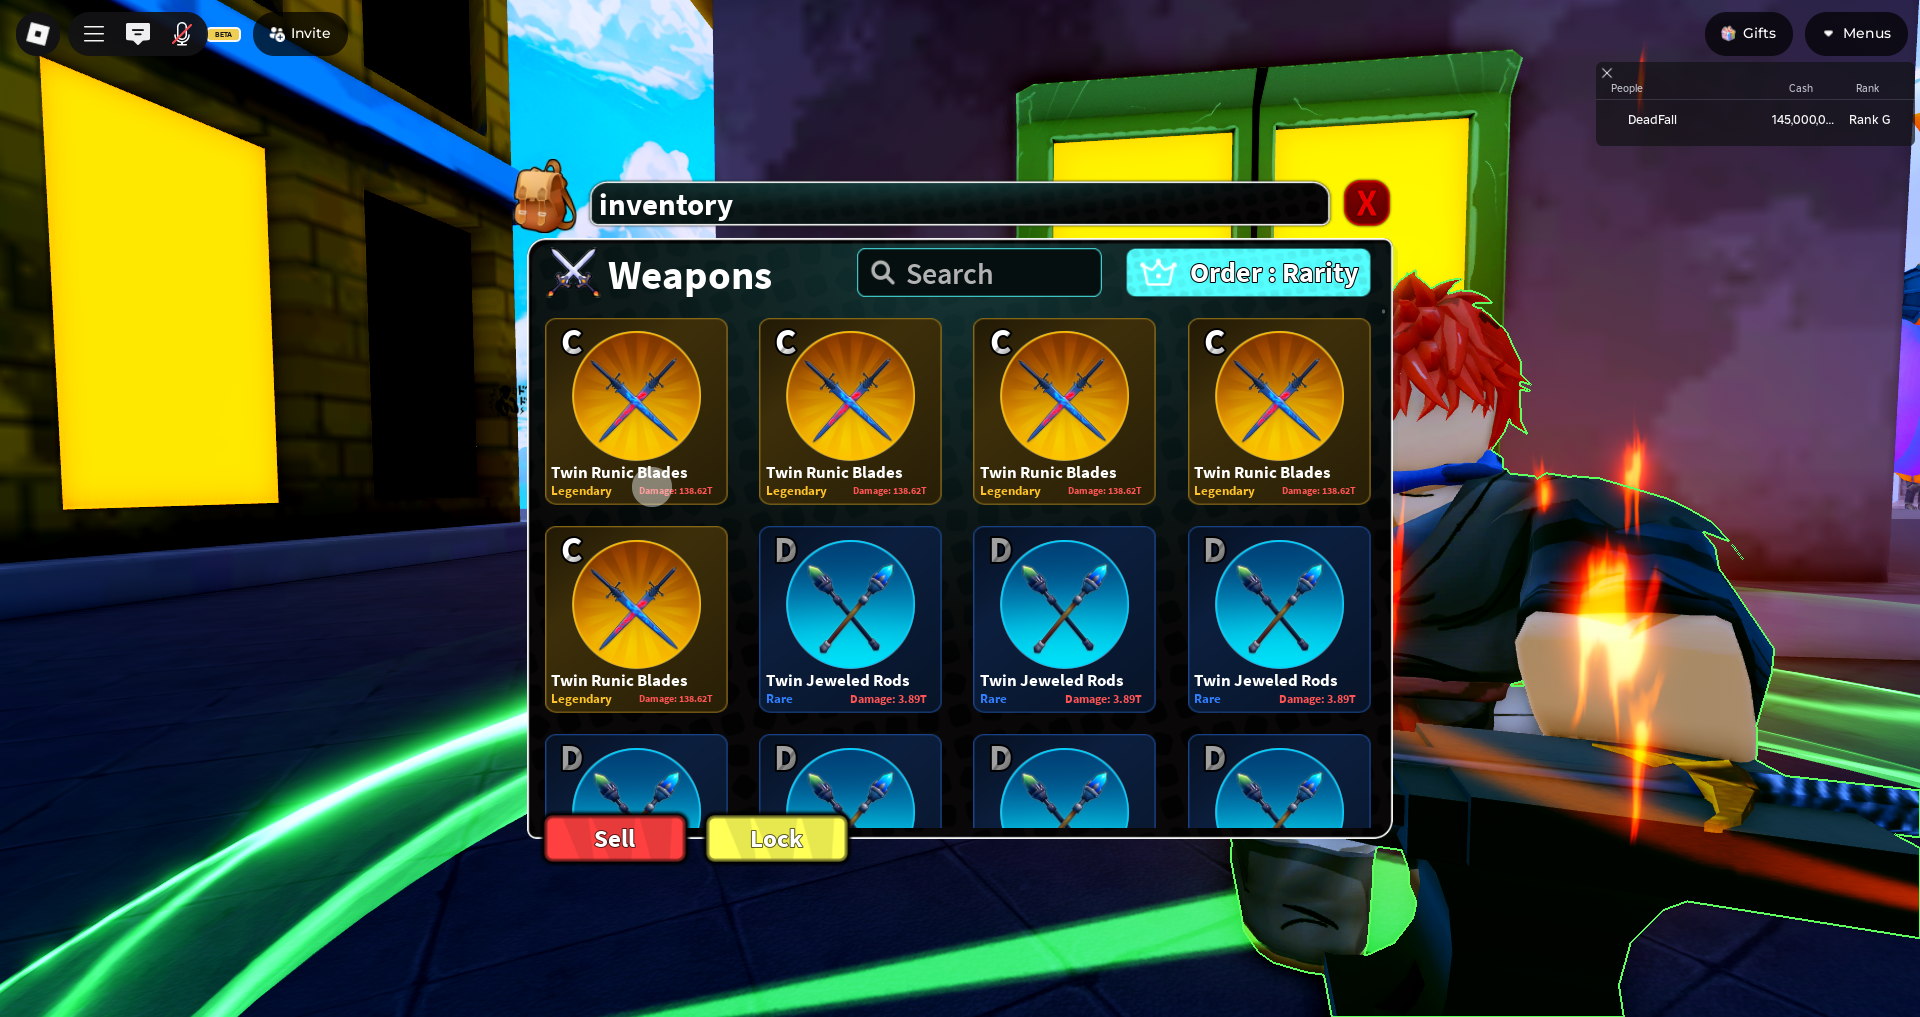 BETA
Invite
Gifts
Menus
People Cash Rank
DeadFall 145,000,0... Rank G
inventory
X
Weapons
Search
Order : Rarity
C C C C
Twin Runic Blades Twin Runic Blades Twin Runic Blades Twin Runic Blades
Legendary Damage: 138.62T Legendary Damage: 138.62T Legendary Damage: 138.62T Legendary Damage: 138.62T
C D D D
Twin Runic Blades Twin Jeweled Rods Twin Jeweled Rods Twin Jeweled Rods
Legendary Damage: 138.62T Rare Damage: 3.89T Rare Damage: 3.89T Rare Damage: 3.89T
D D D D
Sell Lock